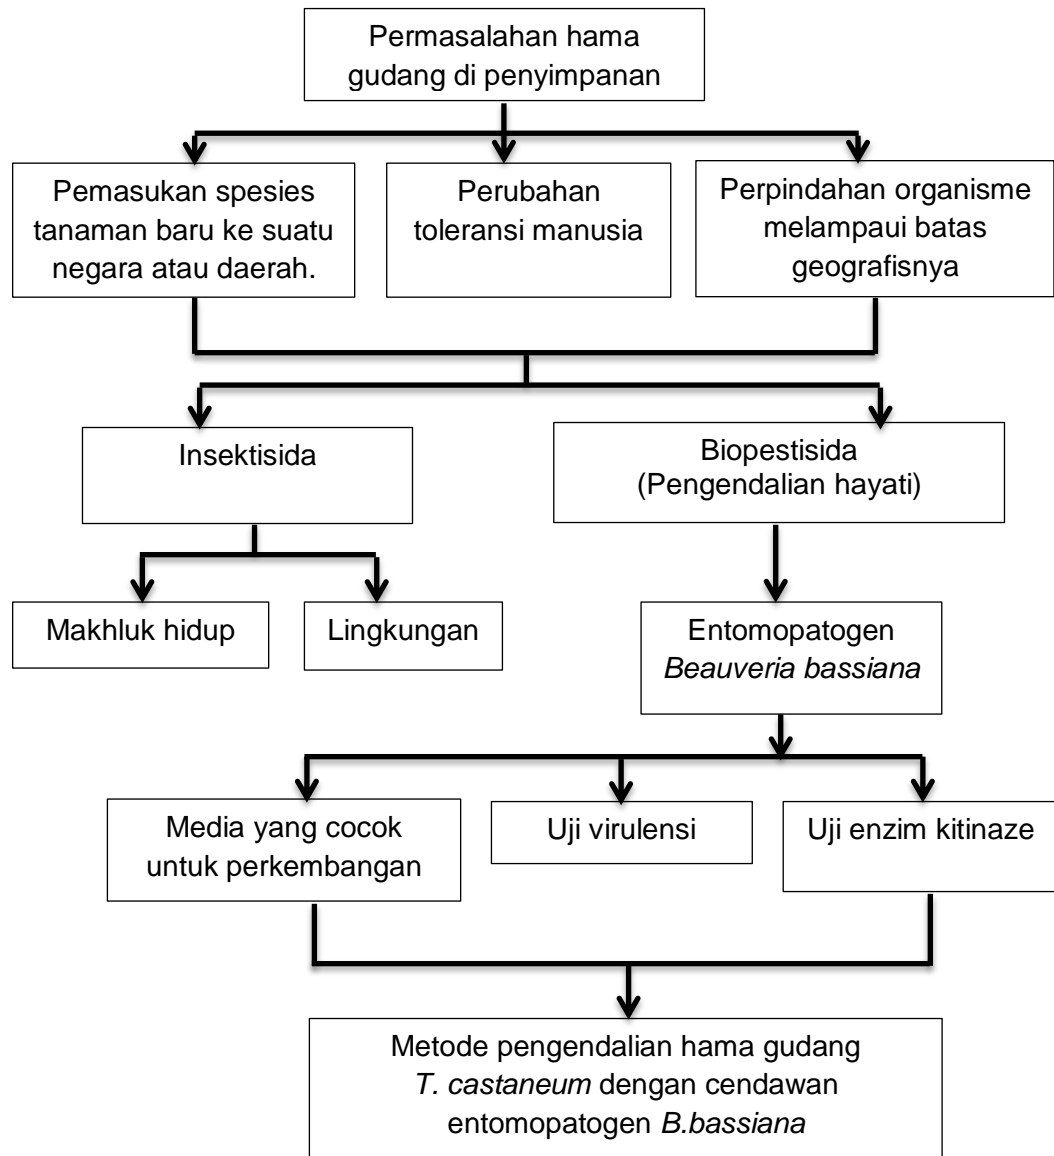 Permasalahan hama
gudang di penyimpanan
Pemasukan spesies
tanaman baru ke suatu
negara atau daerah.
Perubahan
toleransi manusia
Perpindahan organisme
melampaui batas
geografisnya
Insektisida
Biopestisida
(Pengendalian hayati)
Makhluk hidup
Lingkungan
Entomopatogen
Beauveria bassiana
Media yang cocok
untuk perkembangan
Uji virulensi
Uji enzim kitinaze
Metode pengendalian hama gudang
T. castaneum dengan cendawan
entomopatogen B.bassiana